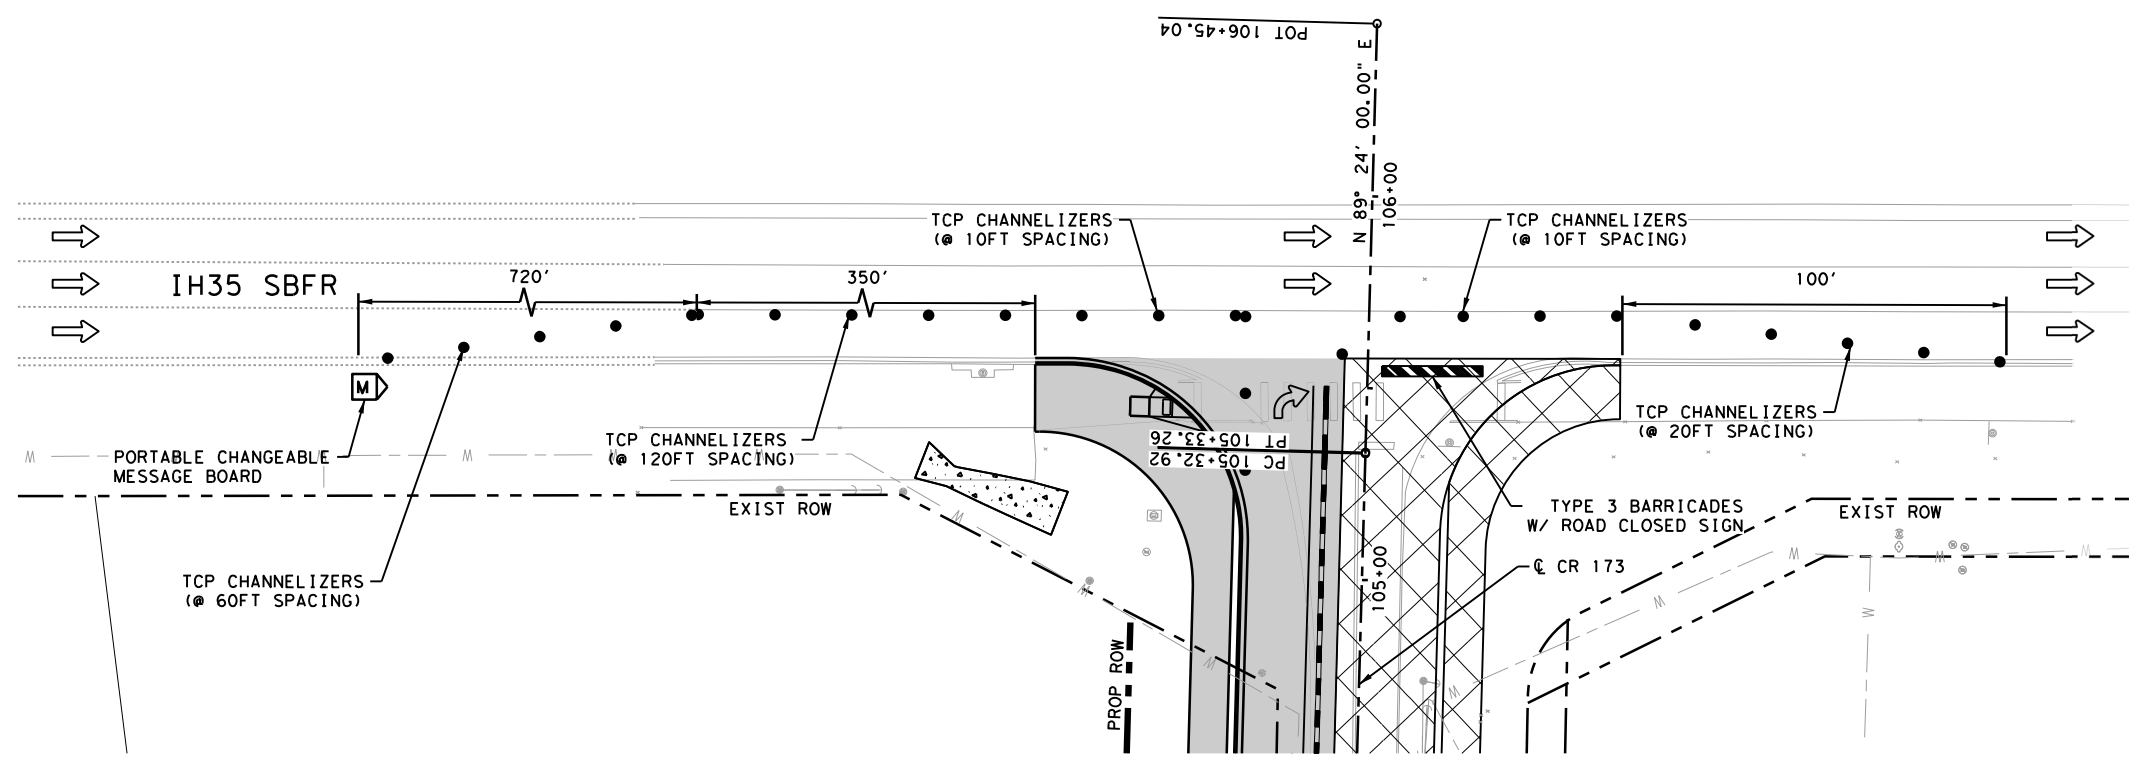 POT 106+45.04
N 89° 24' 00.00" E
106+00
TCP CHANNELIZERS
(@ 10FT SPACING)
TCP CHANNELIZERS
(@ 10FT SPACING)
IH35 SBFR
720'
350'
100'
M
PORTABLE CHANGEABLE
MESSAGE BOARD
TCP CHANNELIZERS
(@ 120FT SPACING)
PT 105+33.26
PC 105+32.92
TCP CHANNELIZERS
(@ 20FT SPACING)
W
W
W
EXIST ROW
TYPE 3 BARRICADES
W/ ROAD CLOSED SIGN
EXIST ROW
W
W
W
W
TCP CHANNELIZERS
(@ 60FT SPACING)
105+00
℄ CR 173
W
W
W
W
W
PROP ROW